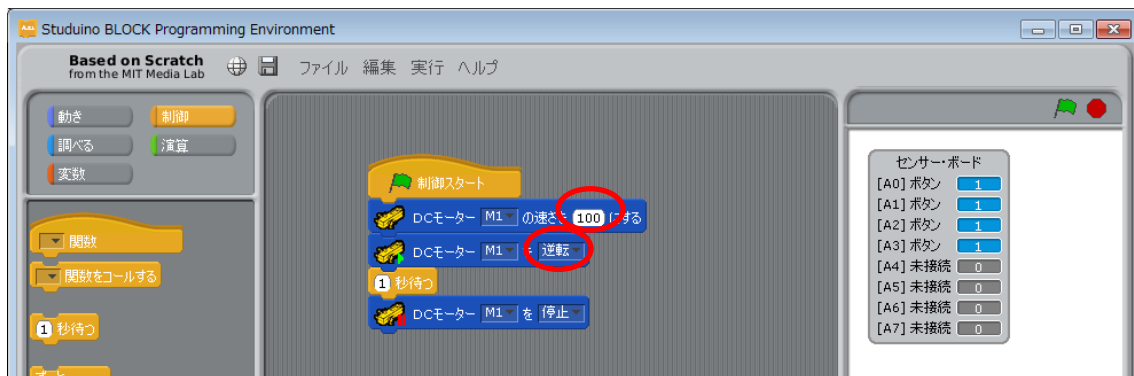 Studuino BLOCK Programming Environment
Based on Scratch
from the MIT Media Lab
ファイル 編集 実行 ヘルプ
動き 制御
調べる 演算
変数
関数
関数をコールする
1 秒待つ
制御スタート
DCモーター M1 の速さを 100 にする
DCモーター M1 を 逆転
1 秒待つ
DCモーター M1 を 停止
センサー・ボード
[A0] ボタン 1
[A1] ボタン 1
[A2] ボタン 1
[A3] ボタン 1
[A4] 未接続 0
[A5] 未接続 0
[A6] 未接続 0
[A7] 未接続 0